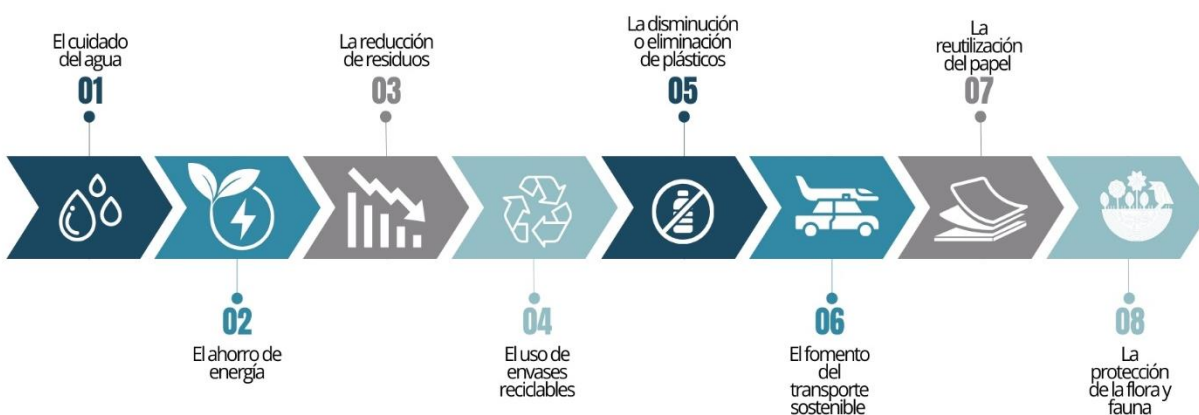 El cuidado
del agua
01
El ahorro de
energía
02
La reducción
de residuos
03
El uso de
envases
reciclables
04
La disminución
o eliminación
de plásticos
05
El fomento
del
transporte
sostenible
06
La
reutilización
del papel
07
La
protección
de la flora y
fauna
08